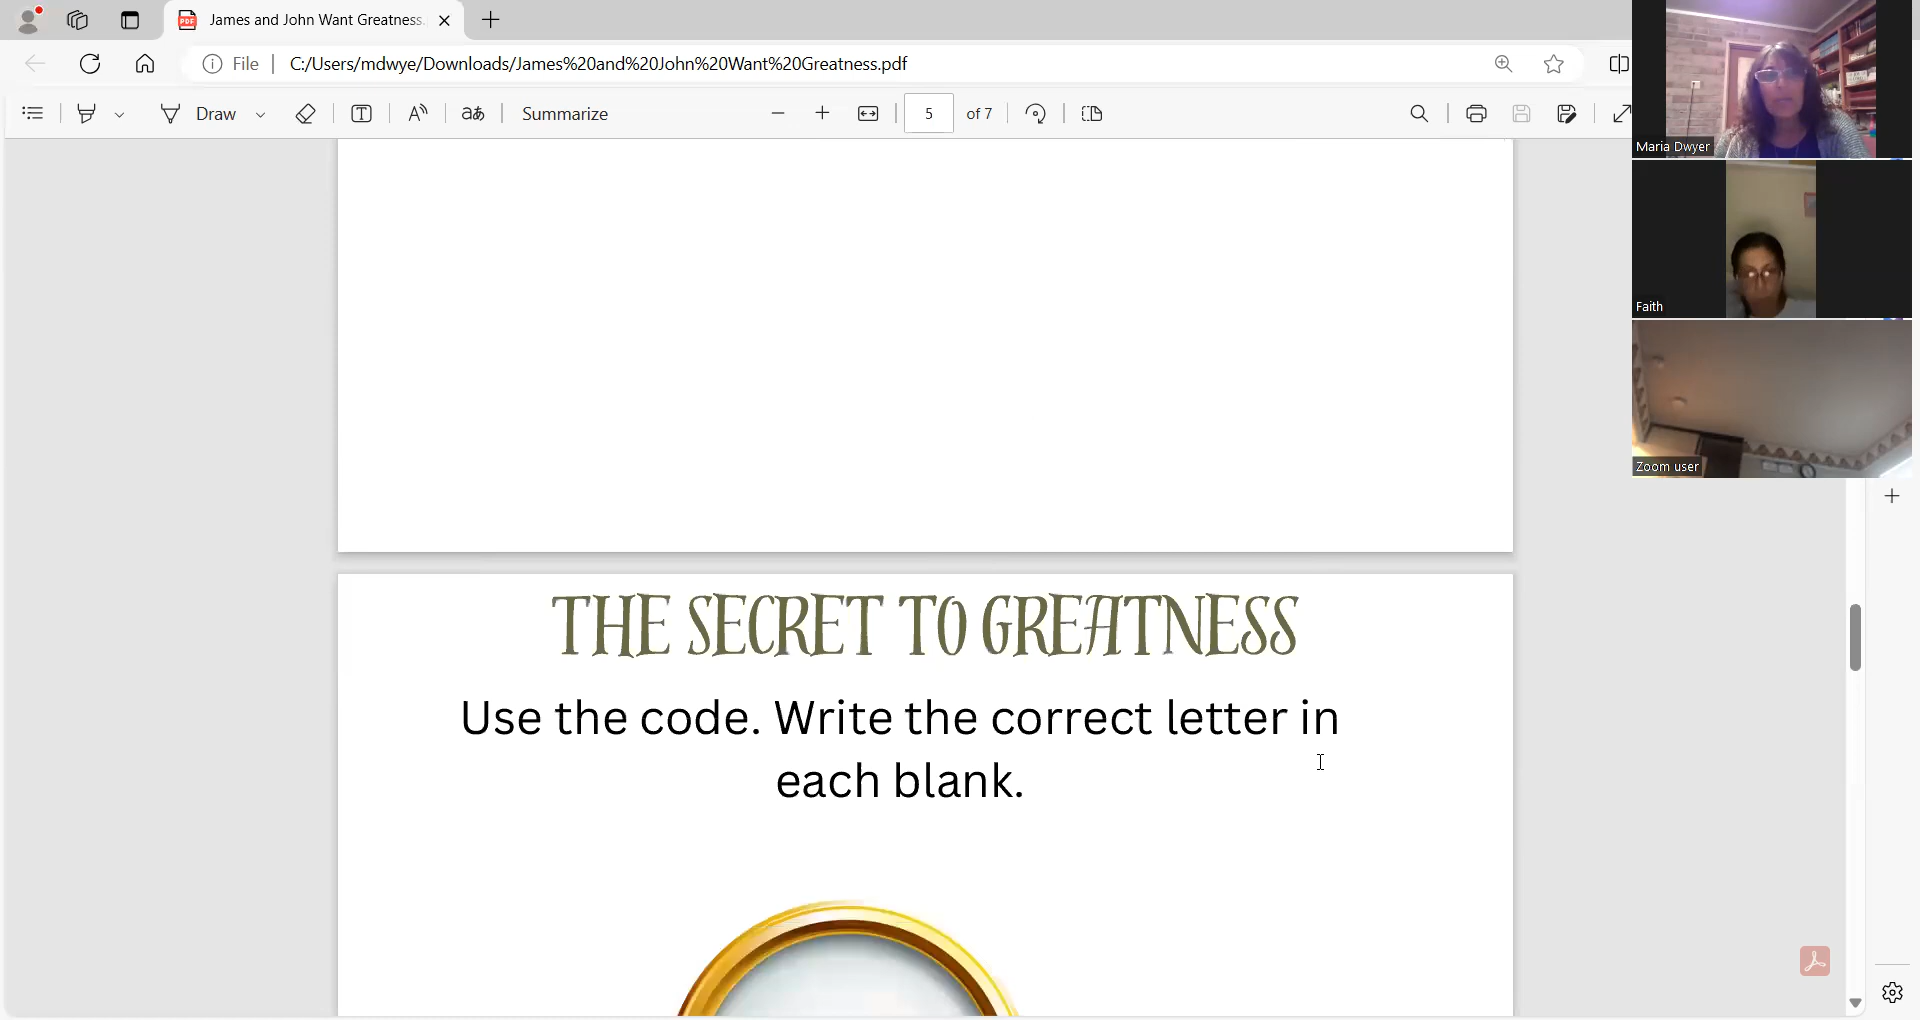 James and John Want Greatness.
File
C:/Users/mdwye/Downloads/James%20and%20John%20Want%20Greatness.pdf
Draw
Summarize
5
of 7
Maria Dwyer
Faith
Zoom user
THE SECRET TO GREATNESS
Use the code. Write the correct letter in
each blank.